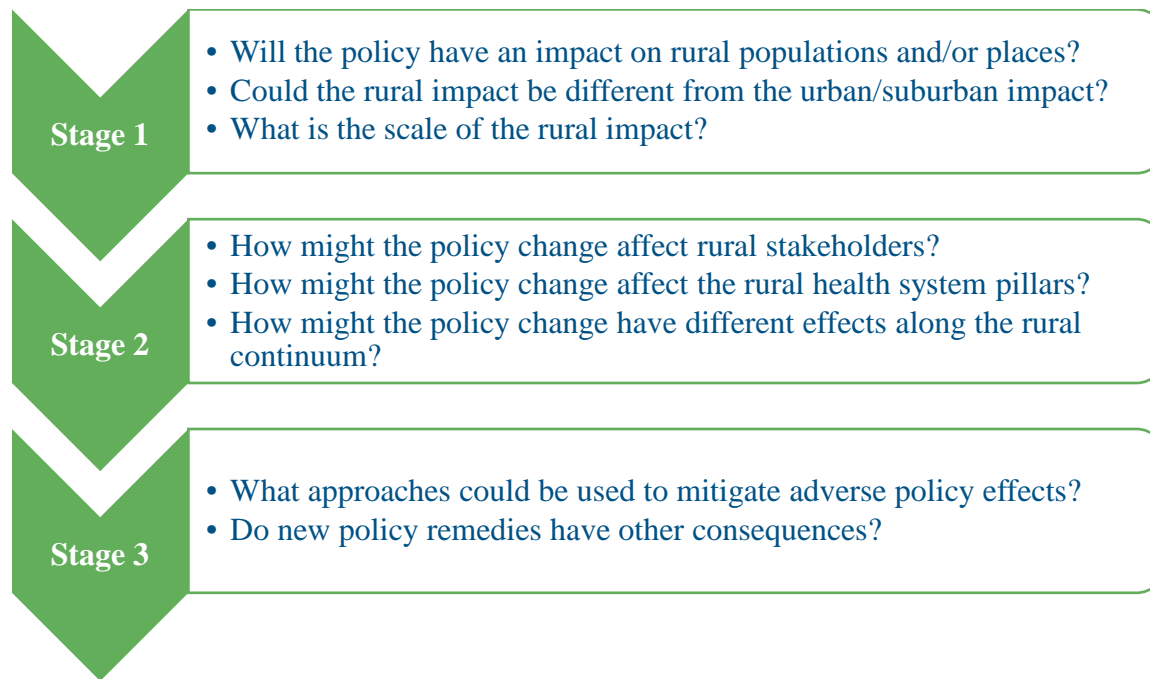 Stage 1
• Will the policy have an impact on rural populations and/or places?
• Could the rural impact be different from the urban/suburban impact?
• What is the scale of the rural impact?
Stage 2
• How might the policy change affect rural stakeholders?
• How might the policy change affect the rural health system pillars?
• How might the policy change have different effects along the rural
continuum?
Stage 3
• What approaches could be used to mitigate adverse policy effects?
• Do new policy remedies have other consequences?